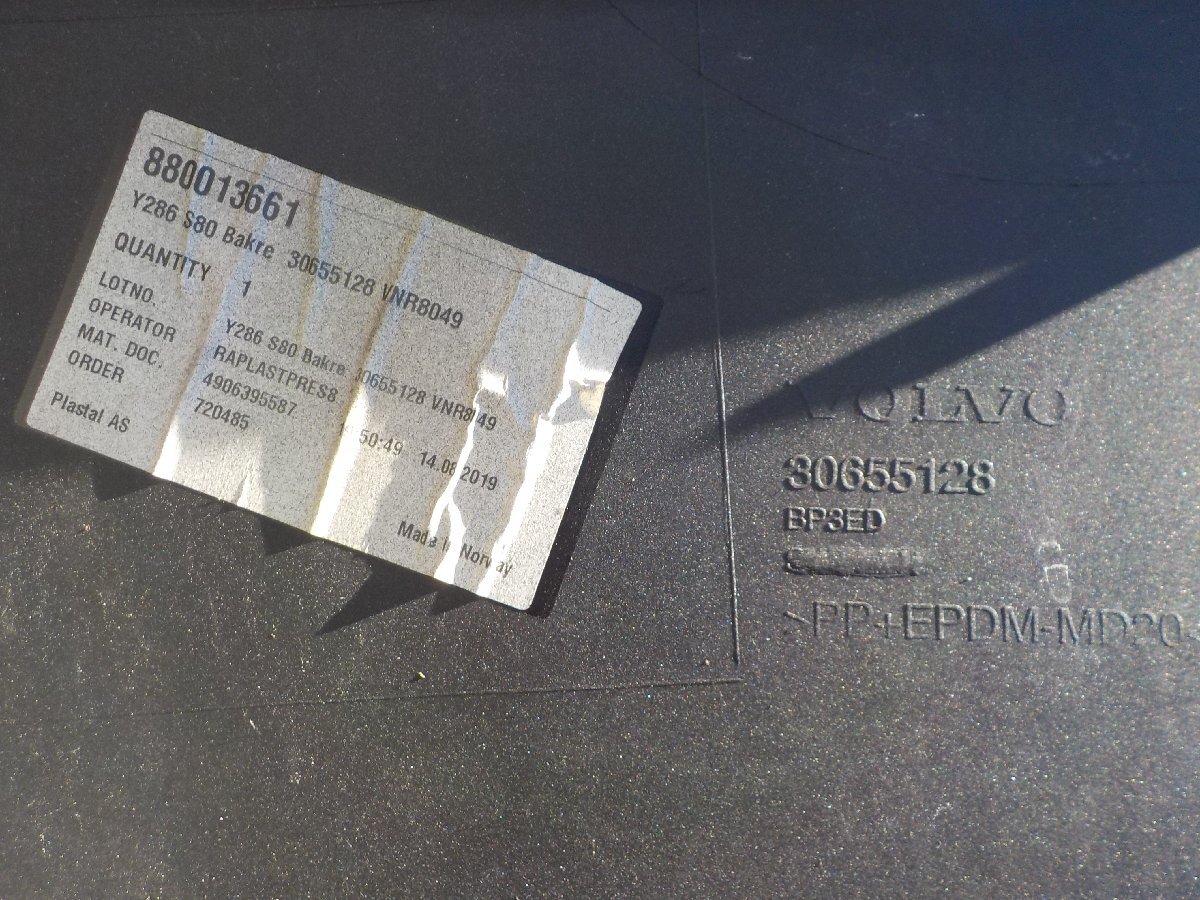 880013661
Y286 S80 Bakre 30655128 VNR8049
QUANTITY 1
LOTNO. Y286 S80 Bakre 30655128 VNR8049
OPERATOR RAPLASTPRES8
MAT. DOC. 4906395587 50:49 14.08.2019
ORDER 720485
Plastal AS Made in Norway
VOLVO
30655128
BP3ED
>PP+EPDM-MD20